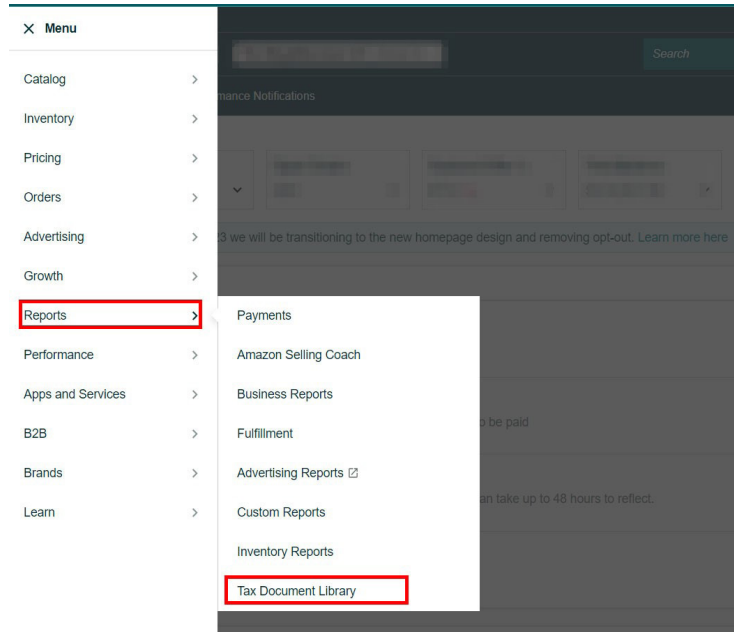 Menu
Search
Catalog
mance Notifications
Inventory
Pricing
Orders
Advertising
23 we will be transitioning to the new homepage design and removing opt-out. Learn more here
Growth
Reports
Payments
Performance
Amazon Selling Coach
Apps and Services
Business Reports
o be paid
B2B
Fulfillment
Brands
Advertising Reports
an take up to 48 hours to reflect.
Learn
Custom Reports
Inventory Reports
Tax Document Library